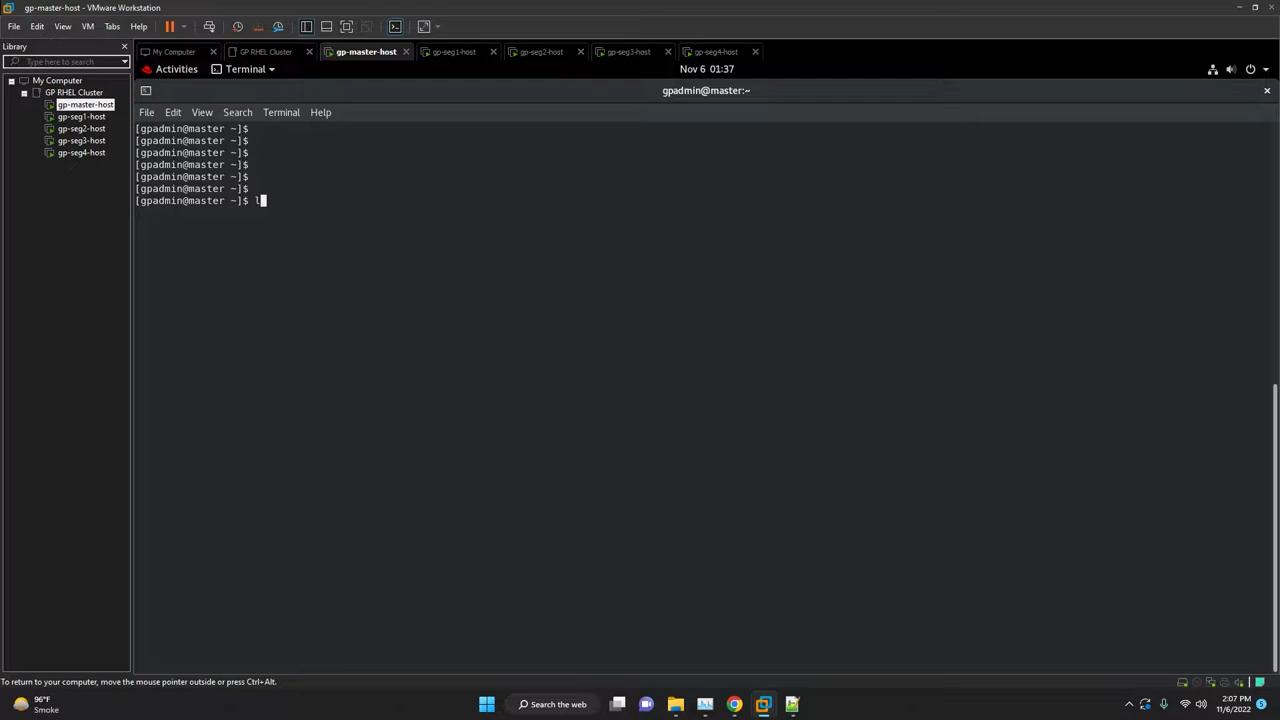 gp-master-host - VMware Workstation
File Edit View VM Tabs Help
Library
Type here to search
My Computer
GP RHEL Cluster
gp-master-host
gp-seg1-host
gp-seg2-host
gp-seg3-host
gp-seg4-host
My Computer GP RHEL Cluster gp-master-host gp-seg1-host gp-seg2-host gp-seg3-host gp-seg4-host
Activities Terminal Nov 6 01:37
gpadmin@master:~
File Edit View Search Terminal Help
[gpadmin@master ~]$
[gpadmin@master ~]$
[gpadmin@master ~]$
[gpadmin@master ~]$
[gpadmin@master ~]$
[gpadmin@master ~]$
[gpadmin@master ~]$ l
To return to your computer, move the mouse pointer outside or press Ctrl+Alt.
96°F
Smoke
Search the web
2:07 PM
11/6/2022
5